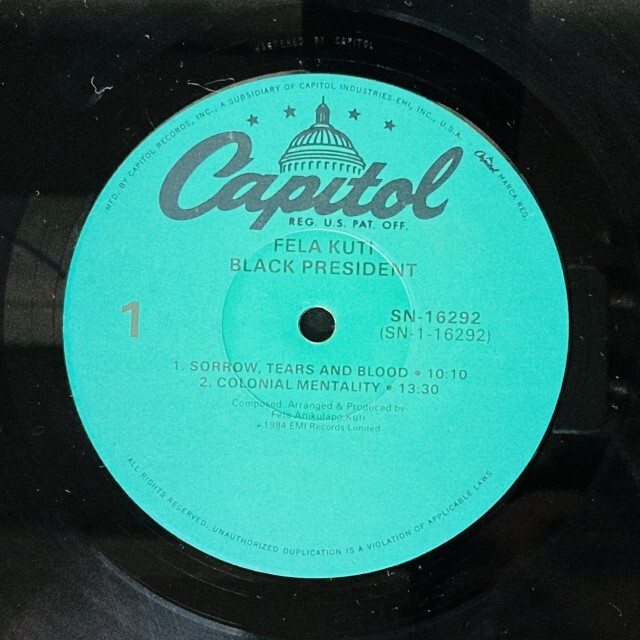 MASTERED BY CAPITOL
MFD. BY CAPITOL RECORDS, INC., A SUBSIDIARY OF CAPITOL INDUSTRIES-EMI, INC., U.S.A. • Capitol MARCA REG.
Capitol
REG. U.S. PAT. OFF.
FELA KUTI
BLACK PRESIDENT
1
SN-16292
(SN-1-16292)
1. SORROW, TEARS AND BLOOD • 10:10
2. COLONIAL MENTALITY • 13:30
Composed, Arranged & Produced by
Fela Anikulapo Kuti
℗ 1984 EMI Records Limited
ALL RIGHTS RESERVED. UNAUTHORIZED DUPLICATION IS A VIOLATION OF APPLICABLE LAWS